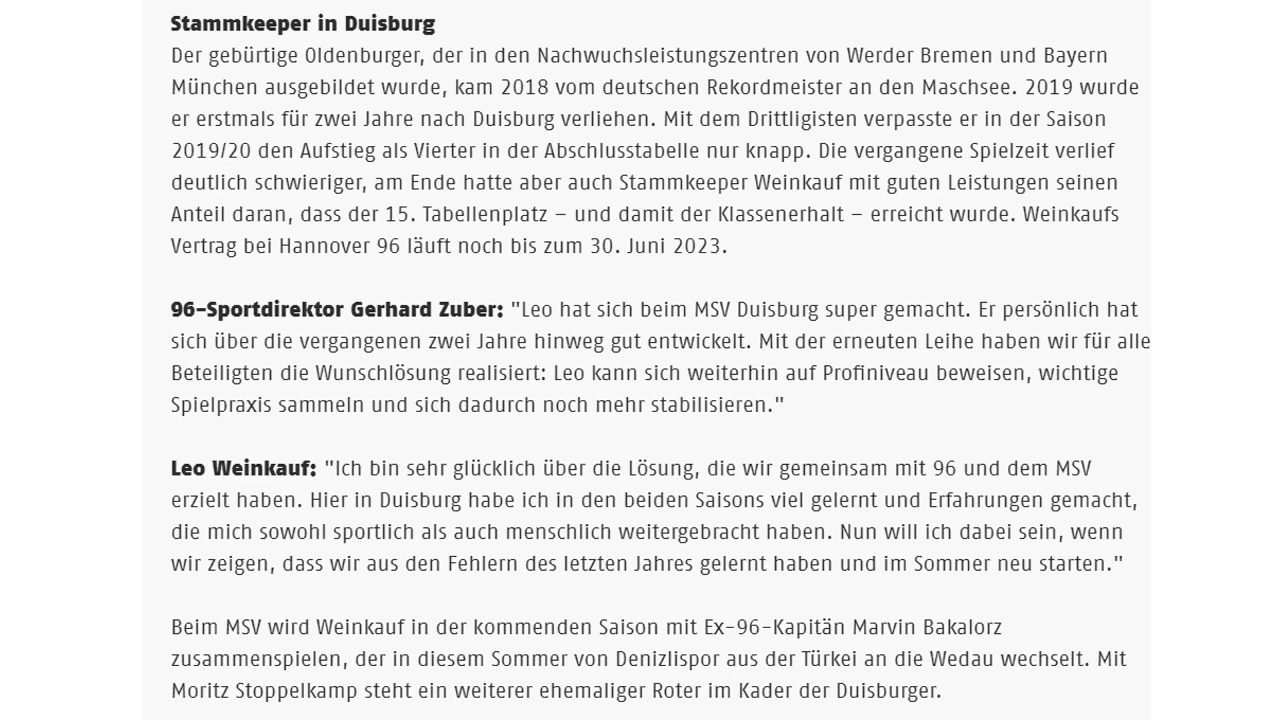 Stammkeeper in Duisburg
Der gebürtige Oldenburger, der in den Nachwuchsleistungszentren von Werder Bremen und Bayern
München ausgebildet wurde, kam 2018 vom deutschen Rekordmeister an den Maschsee. 2019 wurde
er erstmals für zwei Jahre nach Duisburg verliehen. Mit dem Drittligisten verpasste er in der Saison
2019/20 den Aufstieg als Vierter in der Abschlusstabelle nur knapp. Die vergangene Spielzeit verlief
deutlich schwieriger, am Ende hatte aber auch Stammkeeper Weinkauf mit guten Leistungen seinen
Anteil daran, dass der 15. Tabellenplatz – und damit der Klassenerhalt – erreicht wurde. Weinkaufs
Vertrag bei Hannover 96 läuft noch bis zum 30. Juni 2023.
96-Sportdirektor Gerhard Zuber: "Leo hat sich beim MSV Duisburg super gemacht. Er persönlich hat
sich über die vergangenen zwei Jahre hinweg gut entwickelt. Mit der erneuten Leihe haben wir für alle
Beteiligten die Wunschlösung realisiert: Leo kann sich weiterhin auf Profiniveau beweisen, wichtige
Spielpraxis sammeln und sich dadurch noch mehr stabilisieren."
Leo Weinkauf: "Ich bin sehr glücklich über die Lösung, die wir gemeinsam mit 96 und dem MSV
erzielt haben. Hier in Duisburg habe ich in den beiden Saisons viel gelernt und Erfahrungen gemacht,
die mich sowohl sportlich als auch menschlich weitergebracht haben. Nun will ich dabei sein, wenn
wir zeigen, dass wir aus den Fehlern des letzten Jahres gelernt haben und im Sommer neu starten."
Beim MSV wird Weinkauf in der kommenden Saison mit Ex-96-Kapitän Marvin Bakalorz
zusammenspielen, der in diesem Sommer von Denizlispor aus der Türkei an die Wedau wechselt. Mit
Moritz Stoppelkamp steht ein weiterer ehemaliger Roter im Kader der Duisburger.